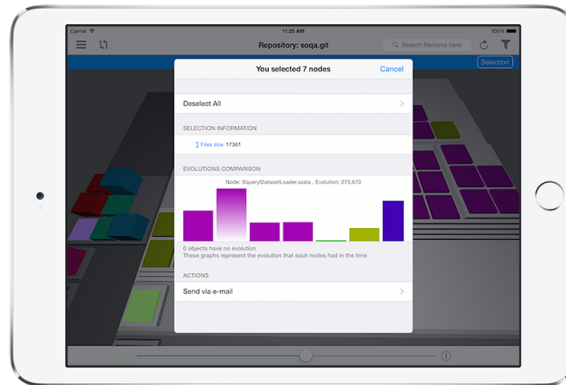 Carrier 11:20 AM 100%
Repository: soqa.git
Search filename here
Selection
You selected 7 nodes Cancel
Deselect All
SELECTION INFORMATION
∑ Files size 17361
EVOLUTIONS COMPARISON
Node: SqueryDatasetLoader.scala , Evolution: 273,673
0 objects have no evolution
These graphs represent the evolution that each nodes had in the time
ACTIONS
Send via e-mail